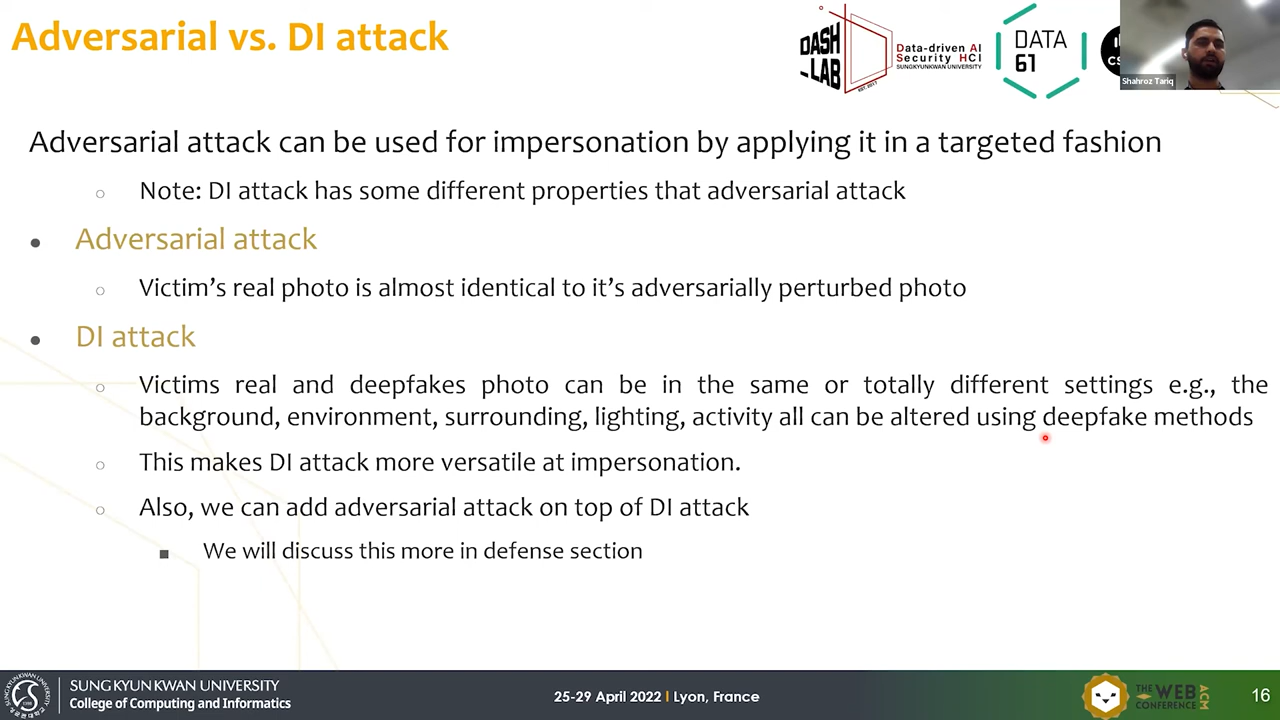 Adversarial vs. DI attack
DASH
-LAB
Data-driven AI
Security HCI
SUNGKYUNKWAN UNIVERSITY
EST. 2017
DATA
61
CS
Shahroz Tariq
Adversarial attack can be used for impersonation by applying it in a targeted fashion
Note: DI attack has some different properties that adversarial attack
Adversarial attack
Victim’s real photo is almost identical to it’s adversarially perturbed photo
DI attack
Victims real and deepfakes photo can be in the same or totally different settings e.g., the
background, environment, surrounding, lighting, activity all can be altered using deepfake methods
This makes DI attack more versatile at impersonation.
Also, we can add adversarial attack on top of DI attack
We will discuss this more in defense section
SUNG KYUN KWAN UNIVERSITY
College of Computing and Informatics
25-29 April 2022 I Lyon, France
THE WEB
CONFERENCE
ACM
16